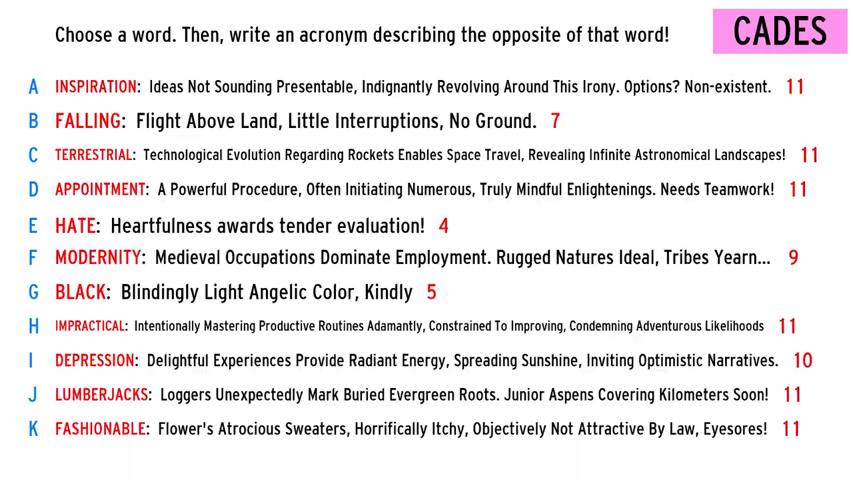 Choose a word. Then, write an acronym describing the opposite of that word!
CADES
A INSPIRATION: Ideas Not Sounding Presentable, Indignantly Revolving Around This Irony. Options? Non-existent. 11
B FALLING: Flight Above Land, Little Interruptions, No Ground. 7
C TERRESTRIAL: Technological Evolution Regarding Rockets Enables Space Travel, Revealing Infinite Astronomical Landscapes! 11
D APPOINTMENT: A Powerful Procedure, Often Initiating Numerous, Truly Mindful Enlightenings. Needs Teamwork! 11
E HATE: Heartfulness awards tender evaluation! 4
F MODERNITY: Medieval Occupations Dominate Employment. Rugged Natures Ideal, Tribes Yearn... 9
G BLACK: Blindingly Light Angelic Color, Kindly 5
H IMPRACTICAL: Intentionally Mastering Productive Routines Adamantly, Constrained To Improving, Condemning Adventurous Likelihoods 11
I DEPRESSION: Delightful Experiences Provide Radiant Energy, Spreading Sunshine, Inviting Optimistic Narratives. 10
J LUMBERJACKS: Loggers Unexpectedly Mark Buried Evergreen Roots. Junior Aspens Covering Kilometers Soon! 11
K FASHIONABLE: Flower's Atrocious Sweaters, Horrifically Itchy, Objectively Not Attractive By Law, Eyesores! 11